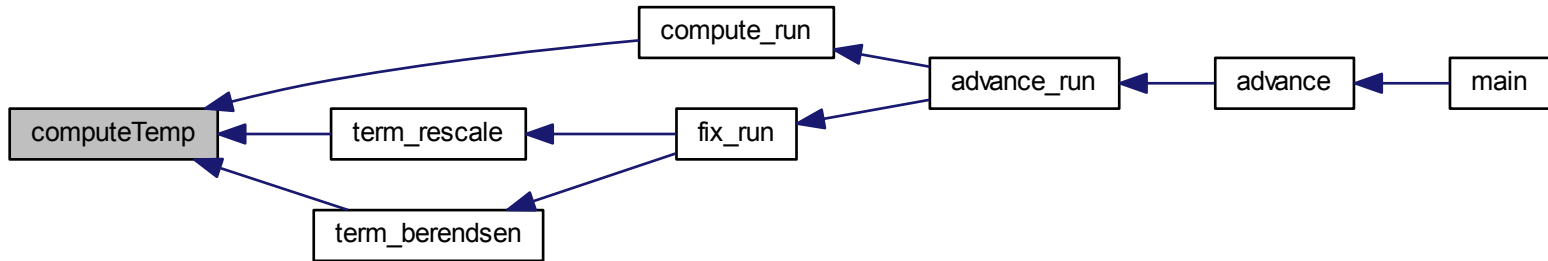 compute_run
advance_run
advance
main
computeTemp
term_rescale
fix_run
term_berendsen